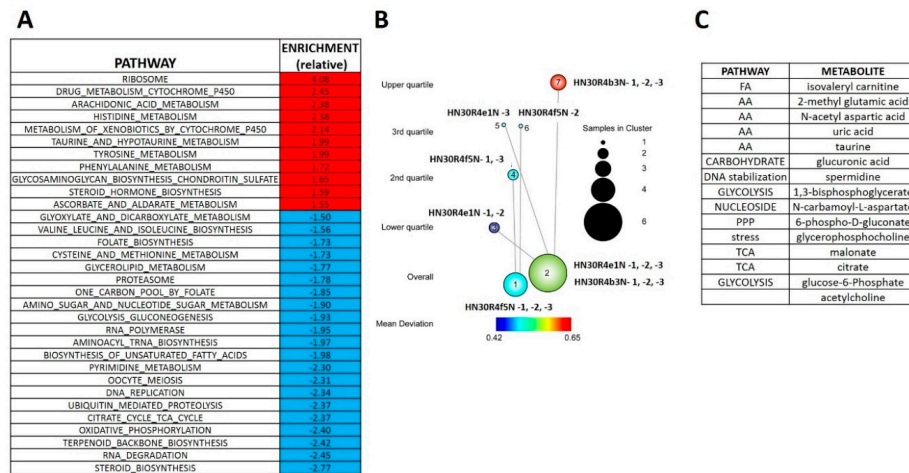 A
PATHWAY ENRICHMENT (relative)
RIBOSOME 4.08
DRUG_METABOLISM_CYTOCHROME_P450 2.45
ARACHIDONIC_ACID_METABOLISM 2.38
HISTIDINE_METABOLISM 2.38
METABOLISM_OF_XENOBIOTICS_BY_CYTOCHROME_P450 2.14
TAURINE_AND_HYPOTAURINE_METABOLISM 1.99
TYROSINE_METABOLISM 1.99
PHENYLALANINE_METABOLISM 1.72
GLYCOSAMINOGLYCAN_BIOSYNTHESIS_CHONDROITIN_SULFATE 1.65
STEROID_HORMONE_BIOSYNTHESIS 1.59
ASCORBATE_AND_ALDARATE_METABOLISM 1.55
GLYOXYLATE_AND_DICARBOXYLATE_METABOLISM -1.50
VALINE_LEUCINE_AND_ISOLEUCINE_BIOSYNTHESIS -1.56
FOLATE_BIOSYNTHESIS -1.73
CYSTEINE_AND_METHIONINE_METABOLISM -1.73
GLYCEROLIPID_METABOLISM -1.77
PROTEASOME -1.78
ONE_CARBON_POOL_BY_FOLATE -1.85
AMINO_SUGAR_AND_NUCLEOTIDE_SUGAR_METABOLISM -1.90
GLYCOLYSIS_GLUCONEOGENESIS -1.93
RNA_POLYMERASE -1.95
AMINOACYL_TRNA_BIOSYNTHESIS -1.97
BIOSYNTHESIS_OF_UNSATURATED_FATTY_ACIDS -1.98
PYRIMIDINE_METABOLISM -2.30
OOCYTE_MEIOSIS -2.31
DNA_REPLICATION -2.34
UBIQUITIN_MEDIATED_PROTEOLYSIS -2.37
CITRATE_CYCLE_TCA_CYCLE -2.37
OXIDATIVE_PHOSPHORYLATION -2.40
TERPENOID_BACKBONE_BIOSYNTHESIS -2.42
RNA_DEGRADATION -2.45
STEROID_BIOSYNTHESIS -2.77
B
Upper quartile 7 HN30R4b3N- 1, -2, -3
HN30R4e1N -3 HN30R4f5N -2
3rd quartile 5 6
Samples in Cluster
1
2
3
4
6
HN30R4f5N- 1, -3
2nd quartile 4
HN30R4e1N -1, -2
Lower quartile
Overall 1 2
HN30R4e1N -1, -2, -3
HN30R4b3N- 1, -2, -3
HN30R4f5N -1, -2, -3
Mean Deviation
0.42 0.65
C
PATHWAY METABOLITE
FA isovaleryl carnitine
AA 2-methyl glutamic acid
AA N-acetyl aspartic acid
AA uric acid
AA taurine
CARBOHYDRATE glucuronic acid
DNA stabilization spermidine
GLYCOLYSIS 1,3-bisphosphoglycerate
NUCLEOSIDE N-carbamoyl-L-aspartate
PPP 6-phospho-D-gluconate
stress glycerophosphocholine
TCA malonate
TCA citrate
GLYCOLYSIS glucose-6-Phosphate
acetylcholine